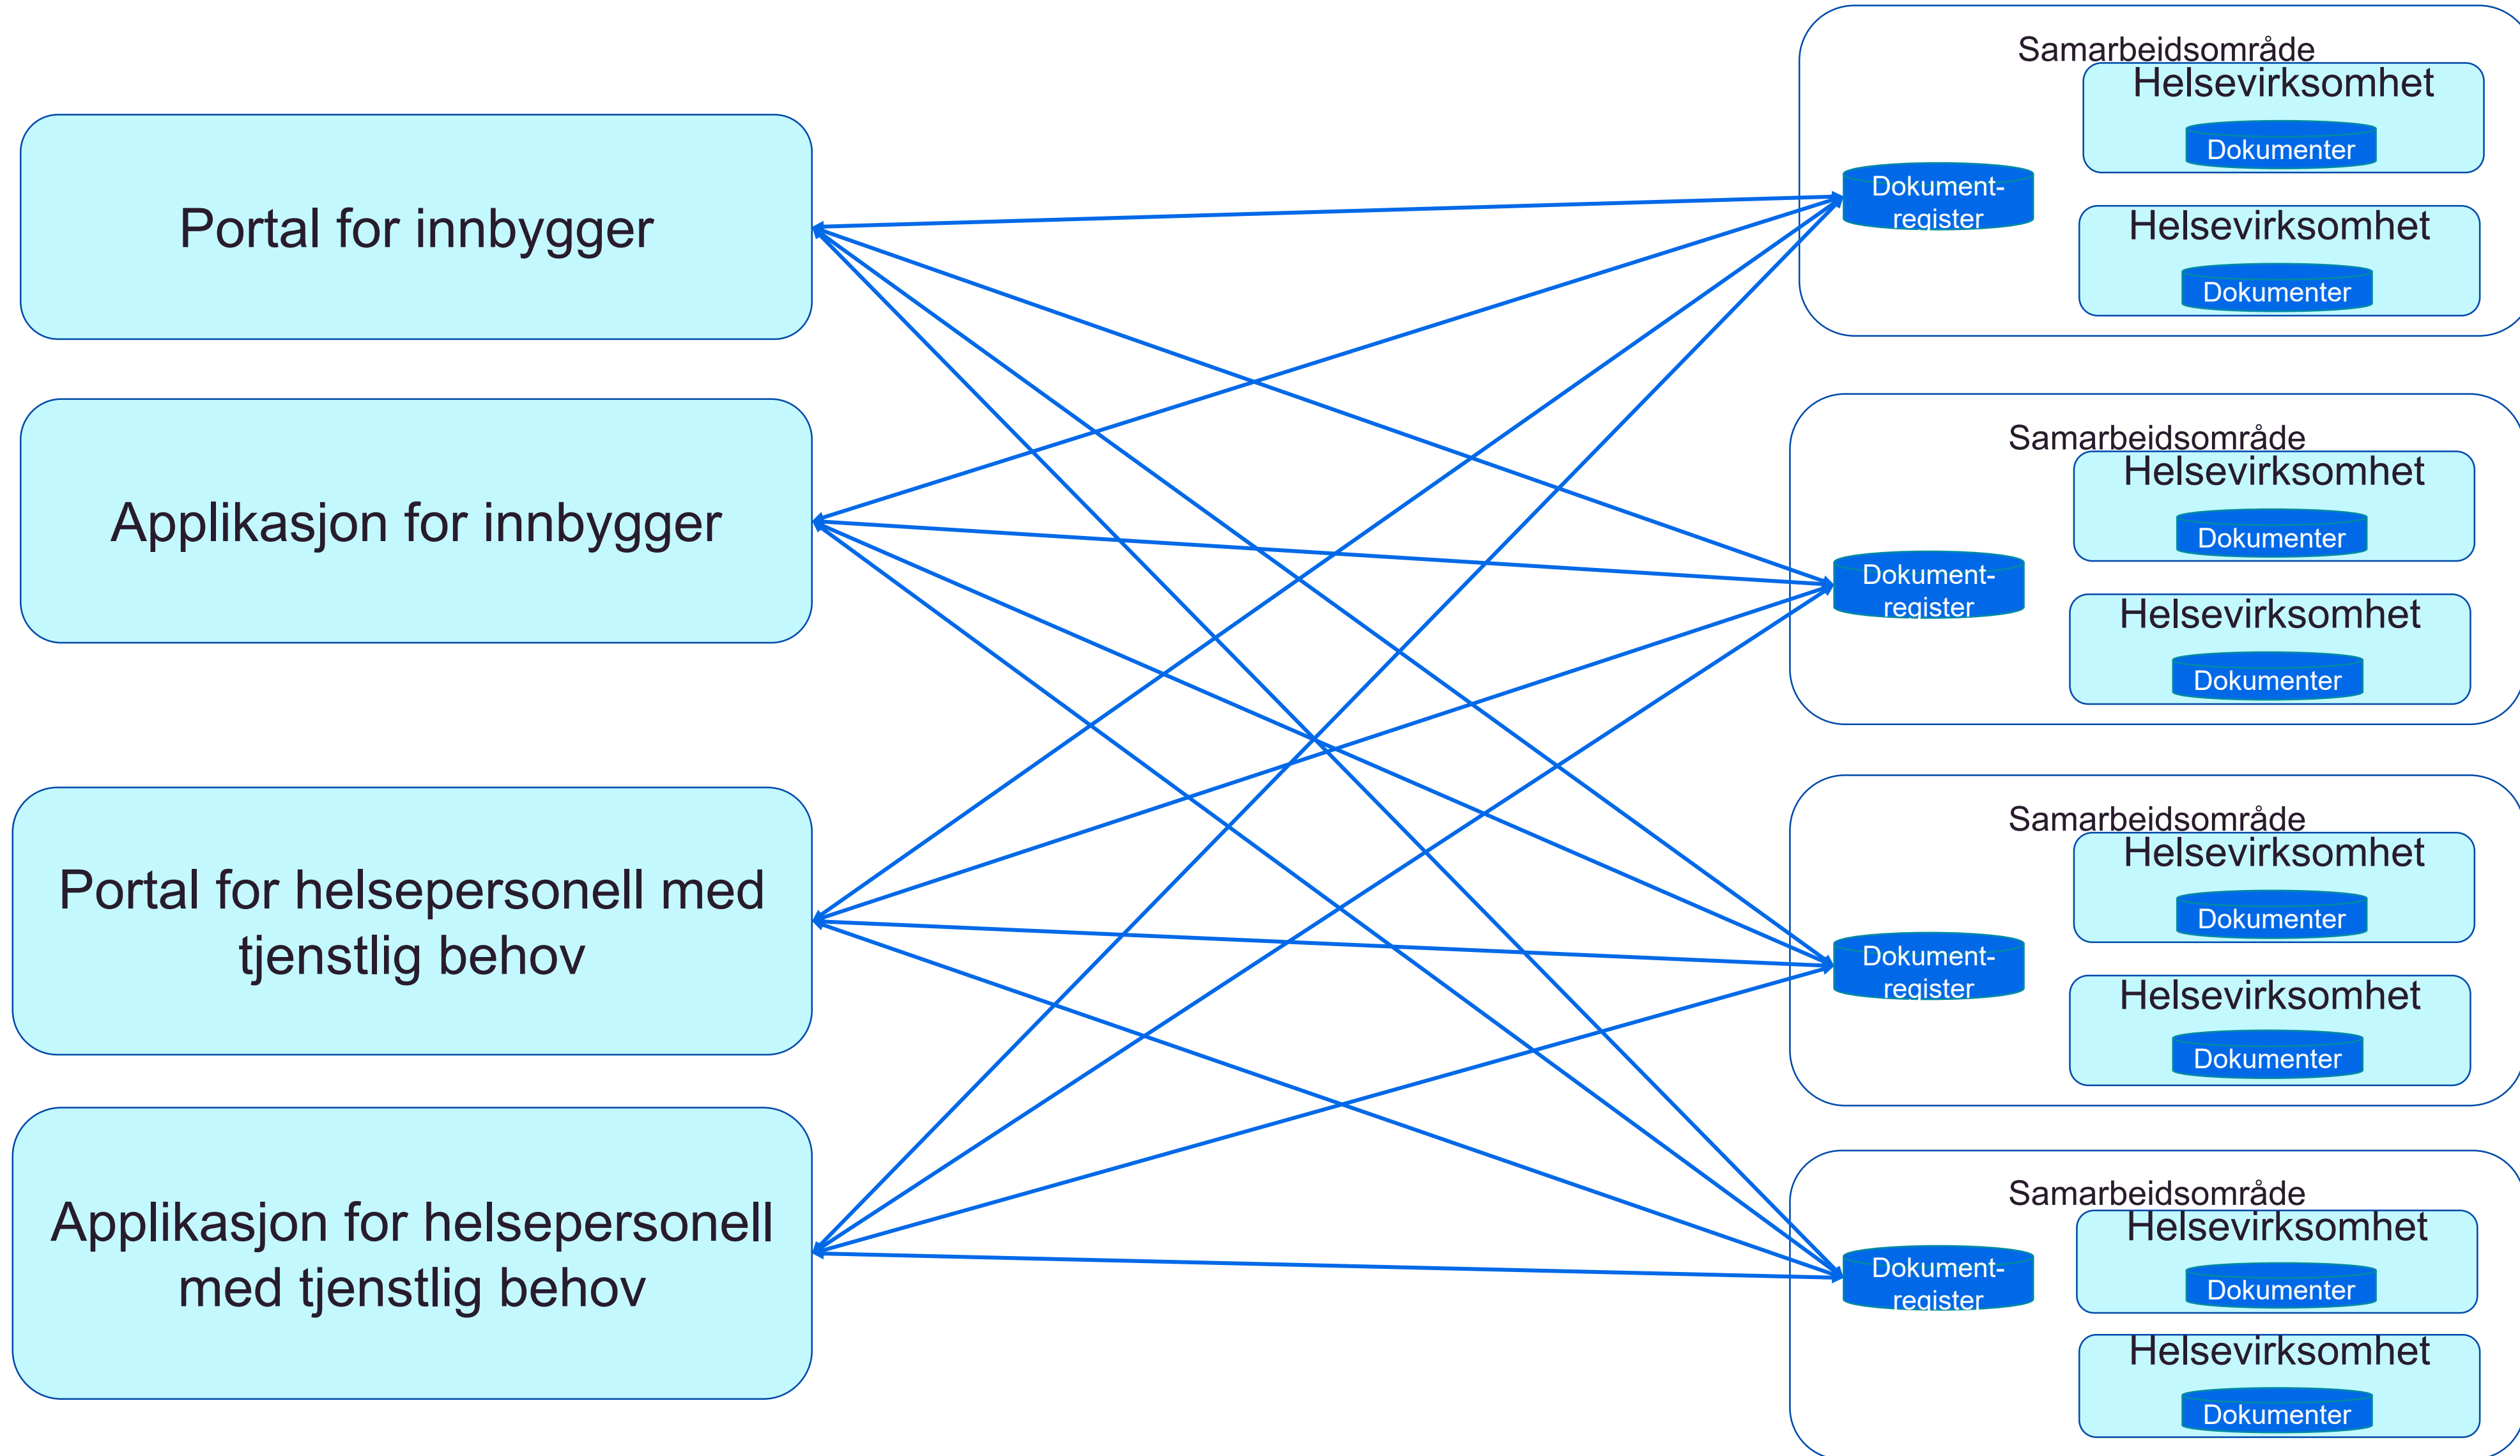 Portal for innbygger
Applikasjon for innbygger
Portal for helsepersonell med
tjenstlig behov
Applikasjon for helsepersonell
med tjenstlig behov
Samarbeidsområde
Helsevirksomhet
Dokumenter
Dokument-
register
Helsevirksomhet
Dokumenter
Samarbeidsområde
Helsevirksomhet
Dokumenter
Dokument-
register
Helsevirksomhet
Dokumenter
Samarbeidsområde
Helsevirksomhet
Dokumenter
Dokument-
register
Helsevirksomhet
Dokumenter
Samarbeidsområde
Helsevirksomhet
Dokumenter
Dokument-
register
Helsevirksomhet
Dokumenter